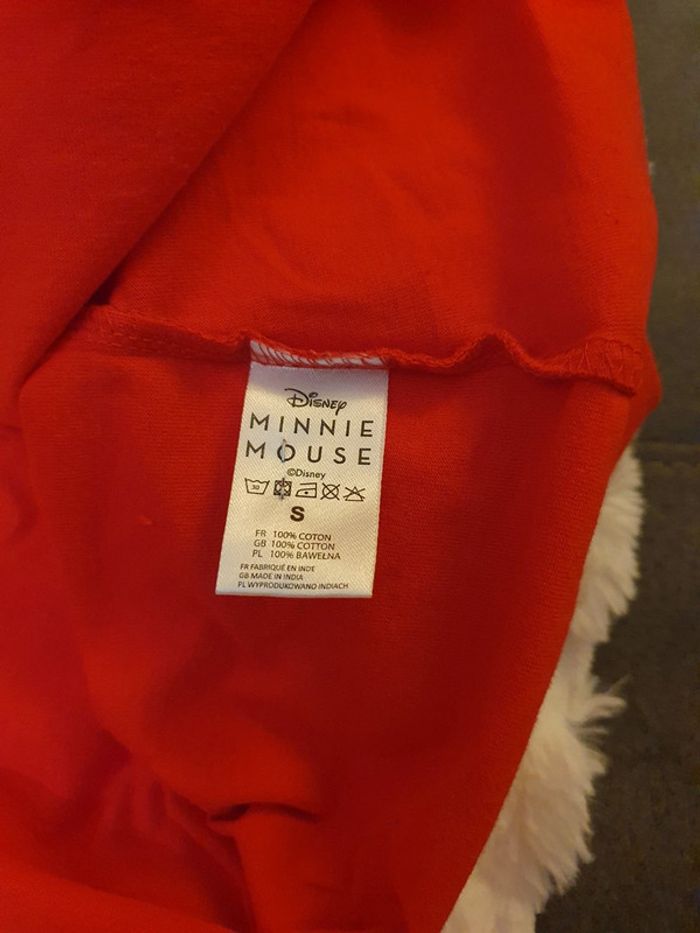 Disney
MINNIE
MOUSE
©Disney
30
S
FR 100% COTON
GB 100% COTTON
PL 100% BAWEŁNA
FR FABRIQUÉ EN INDE
GB MADE IN INDIA
PL WYPRODUKOWANO INDIACH